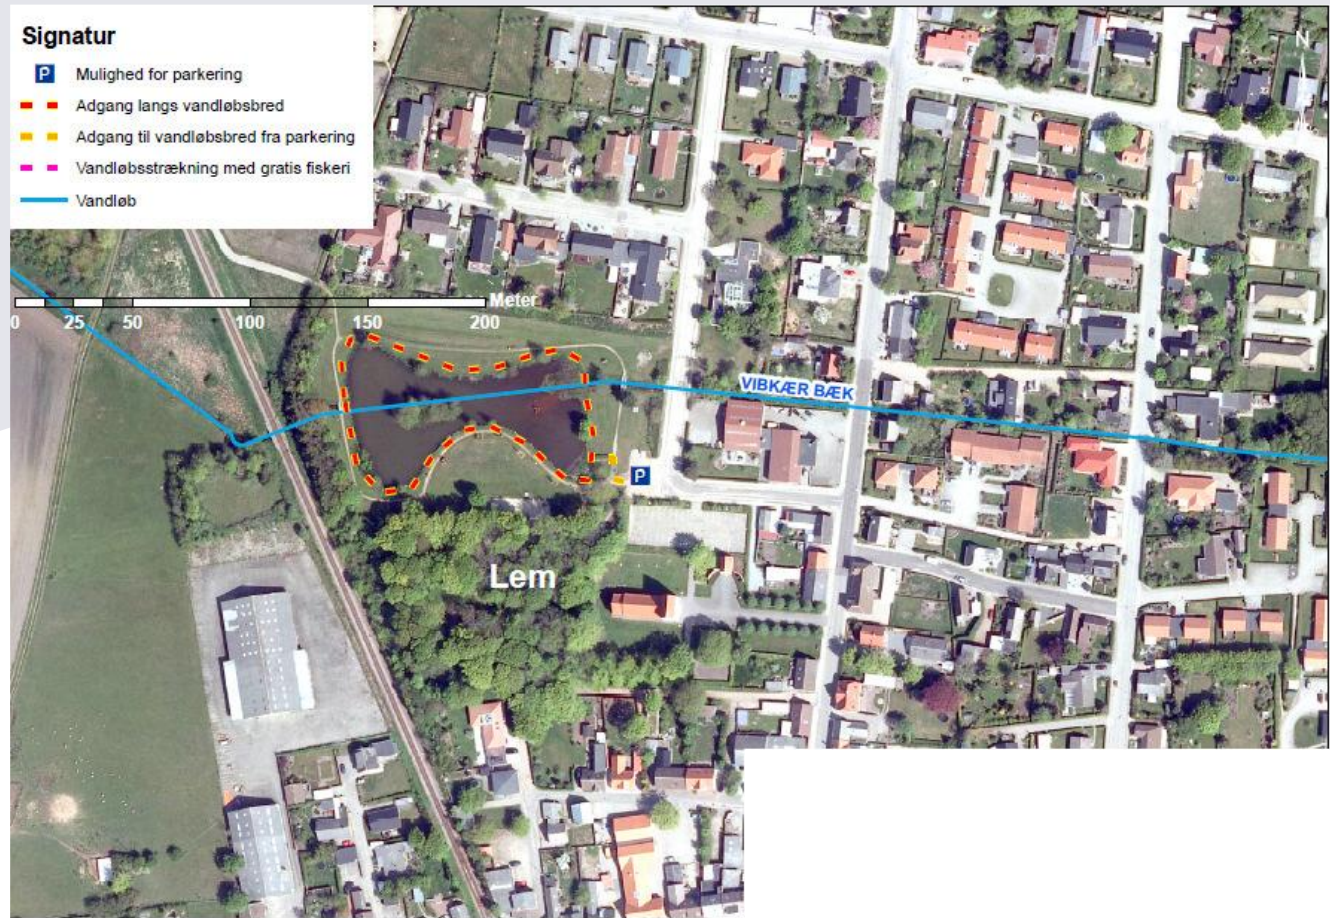 Signatur
P Mulighed for parkering
Adgang langs vandløbsbred
Adgang til vandløbsbred fra parkering
Vandløbsstrækning med gratis fiskeri
Vandløb
N
Meter
0 25 50 100 150 200
VIBKÆR BÆK
P
Lem